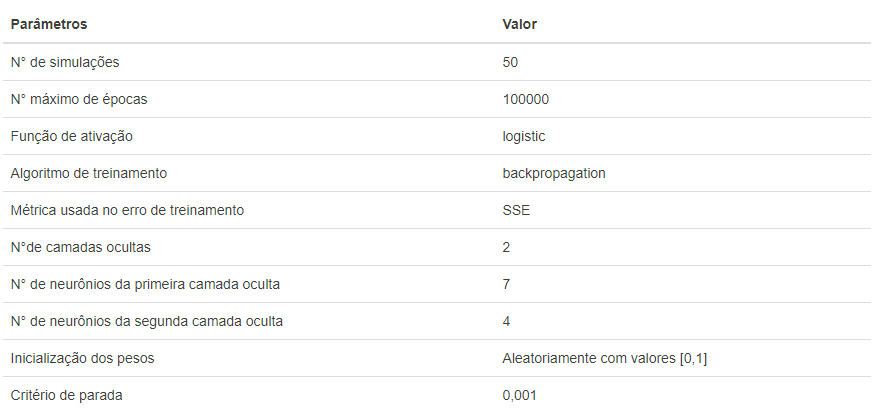 Parâmetros Valor
N° de simulações 50
N° máximo de épocas 100000
Função de ativação logistic
Algoritmo de treinamento backpropagation
Métrica usada no erro de treinamento SSE
N°de camadas ocultas 2
N° de neurônios da primeira camada oculta 7
N° de neurônios da segunda camada oculta 4
Inicialização dos pesos Aleatoriamente com valores [0,1]
Critério de parada 0,001